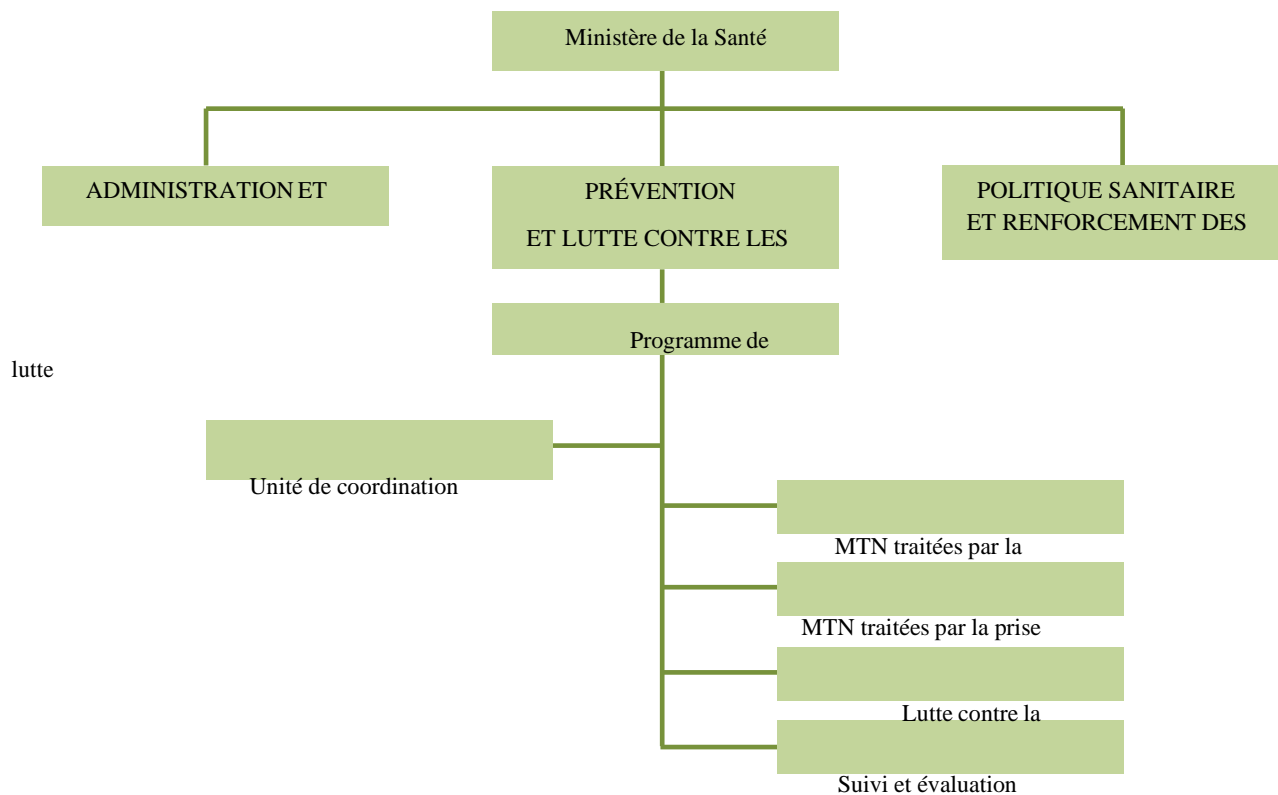 Ministère de la Santé
ADMINISTRATION ET
PRÉVENTION
ET LUTTE CONTRE LES
POLITIQUE SANITAIRE
ET RENFORCEMENT DES
Programme de
lutte
Unité de coordination
MTN traitées par la
MTN traitées par la prise
Lutte contre la
Suivi et évaluation